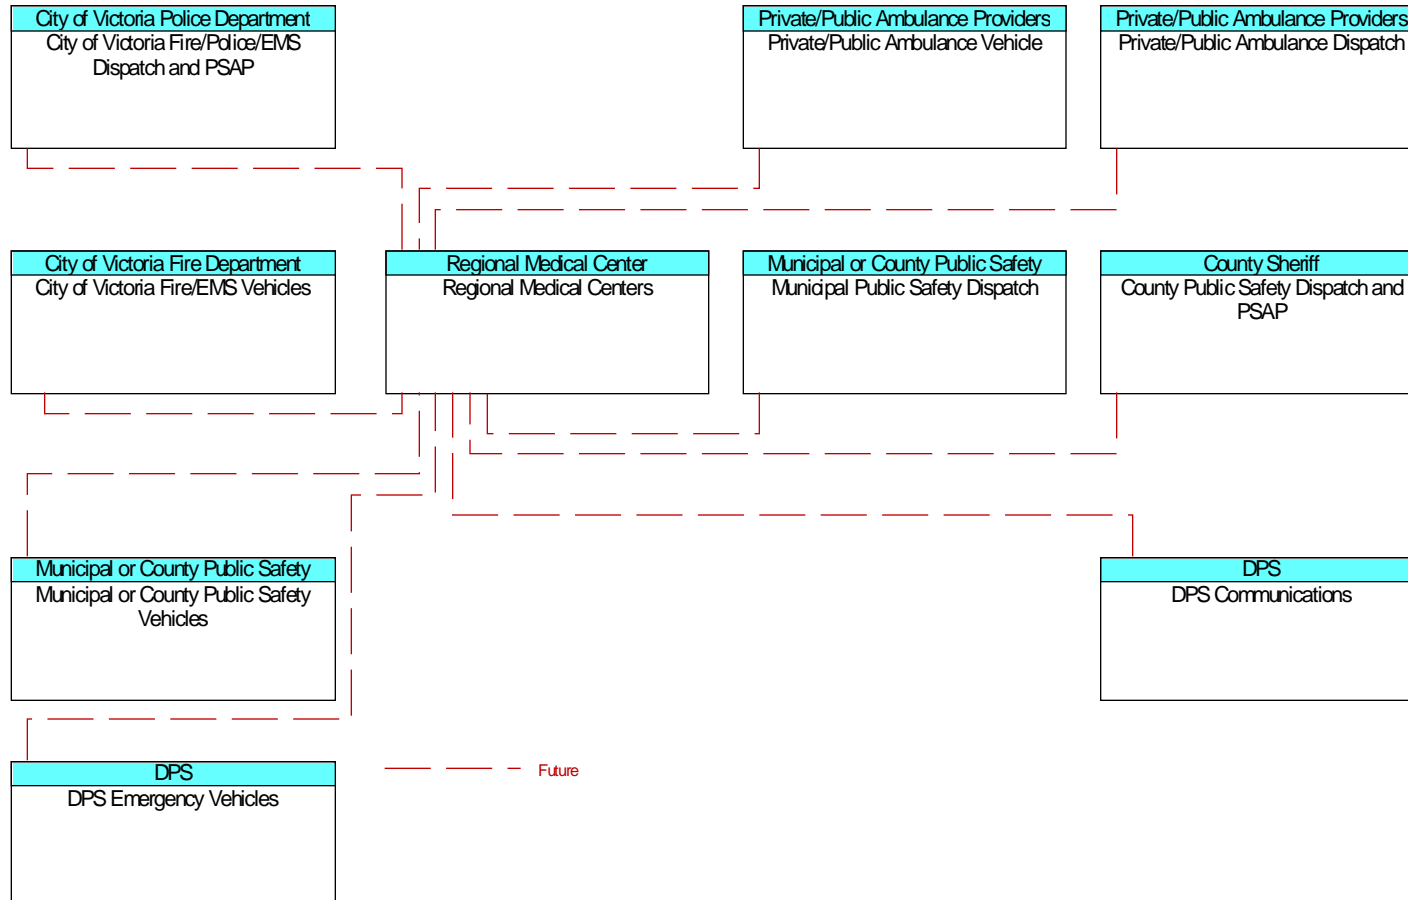 City of Victoria Police Department
City of Victoria Fire/Police/EMS
Dispatch and PSAP
Private/Public Ambulance Providers
Private/Public Ambulance Vehicle
Private/Public Ambulance Providers
Private/Public Ambulance Dispatch
City of Victoria Fire Department
City of Victoria Fire/EMS Vehicles
Regional Medical Center
Regional Medical Centers
Municipal or County Public Safety
Municipal Public Safety Dispatch
County Sheriff
County Public Safety Dispatch and
PSAP
Municipal or County Public Safety
Municipal or County Public Safety
Vehicles
DPS
DPS Communications
DPS
DPS Emergency Vehicles
Future